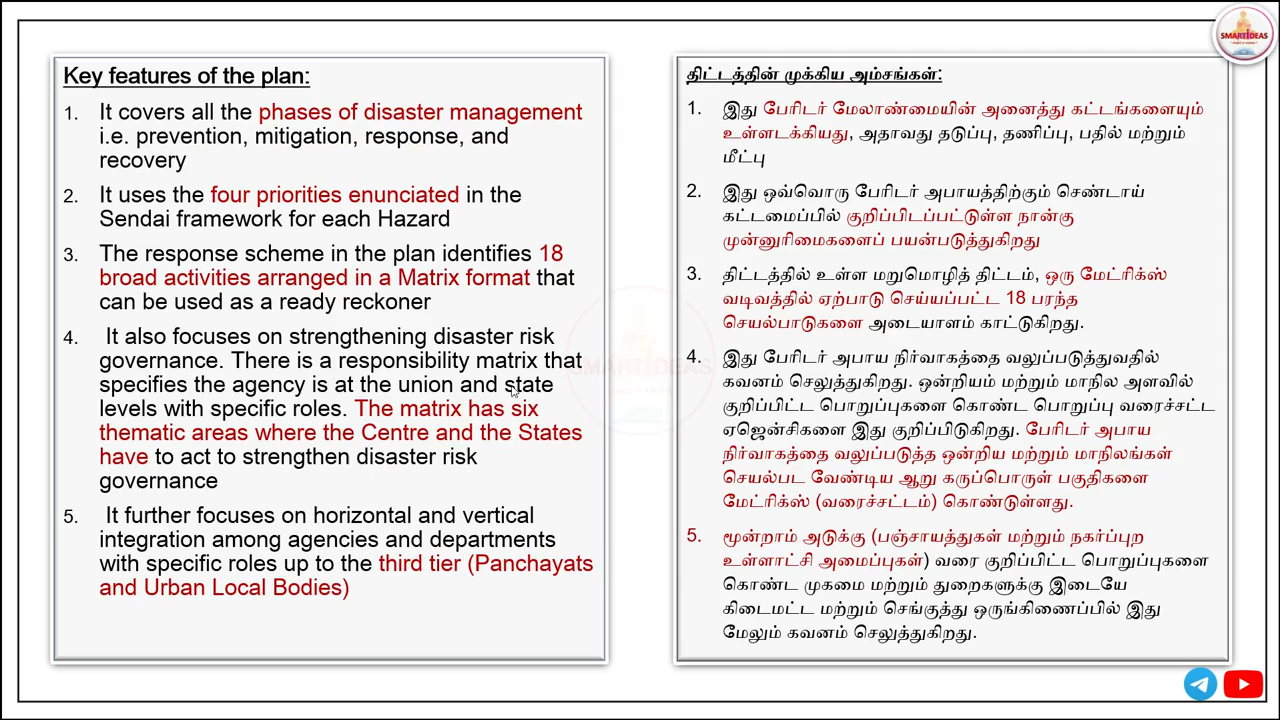 SMARTIDEAS
Key features of the plan:
1. It covers all the phases of disaster management
i.e. prevention, mitigation, response, and
recovery
2. It uses the four priorities enunciated in the
Sendai framework for each Hazard
3. The response scheme in the plan identifies 18
broad activities arranged in a Matrix format that
can be used as a ready reckoner
4. It also focuses on strengthening disaster risk
governance. There is a responsibility matrix that
specifies the agency is at the union and state
levels with specific roles. The matrix has six
thematic areas where the Centre and the States
have to act to strengthen disaster risk
governance
5. It further focuses on horizontal and vertical
integration among agencies and departments
with specific roles up to the third tier (Panchayats
and Urban Local Bodies)
திட்டத்தின் முக்கிய அம்சங்கள்:
1. இது பேரிடர் மேலாண்மையின் அனைத்து கட்டங்களையும்
உள்ளடக்கியது, அதாவது தடுப்பு, தணிப்பு, பதில் மற்றும்
மீட்பு
2. இது ஒவ்வொரு பேரிடர் அபாயத்திற்கும் செண்டாய்
கட்டமைப்பில் குறிப்பிடப்பட்டுள்ள நான்கு
முன்னுரிமைகளைப் பயன்படுத்துகிறது
3. திட்டத்தில் உள்ள மறுமொழித் திட்டம், ஒரு மேட்ரிக்ஸ்
வடிவத்தில் ஏற்பாடு செய்யப்பட்ட 18 பரந்த
செயல்பாடுகளை அடையாளம் காட்டுகிறது.
4. இது பேரிடர் அபாய நிர்வாகத்தை வலுப்படுத்துவதில்
கவனம் செலுத்துகிறது. ஒன்றியம் மற்றும் மாநில அளவில்
குறிப்பிட்ட பொறுப்புகளை கொண்ட பொறுப்பு வரைச்சட்ட
ஏஜென்சிகளை இது குறிப்பிடுகிறது. பேரிடர் அபாய
நிர்வாகத்தை வலுப்படுத்த ஒன்றிய மற்றும் மாநிலங்கள்
செயல்பட வேண்டிய ஆறு கருப்பொருள் பகுதிகளை
மேட்ரிக்ஸ் (வரைச்சட்டம்) கொண்டுள்ளது.
5. மூன்றாம் அடுக்கு (பஞ்சாயத்துகள் மற்றும் நகர்ப்புற
உள்ளாட்சி அமைப்புகள்) வரை குறிப்பிட்ட பொறுப்புகளை
கொண்ட முகமை மற்றும் துறைகளுக்கு இடையே
கிடைமட்ட மற்றும் செங்குத்து ஒருங்கிணைப்பில் இது
மேலும் கவனம் செலுத்துகிறது.
SMARTIDEAS